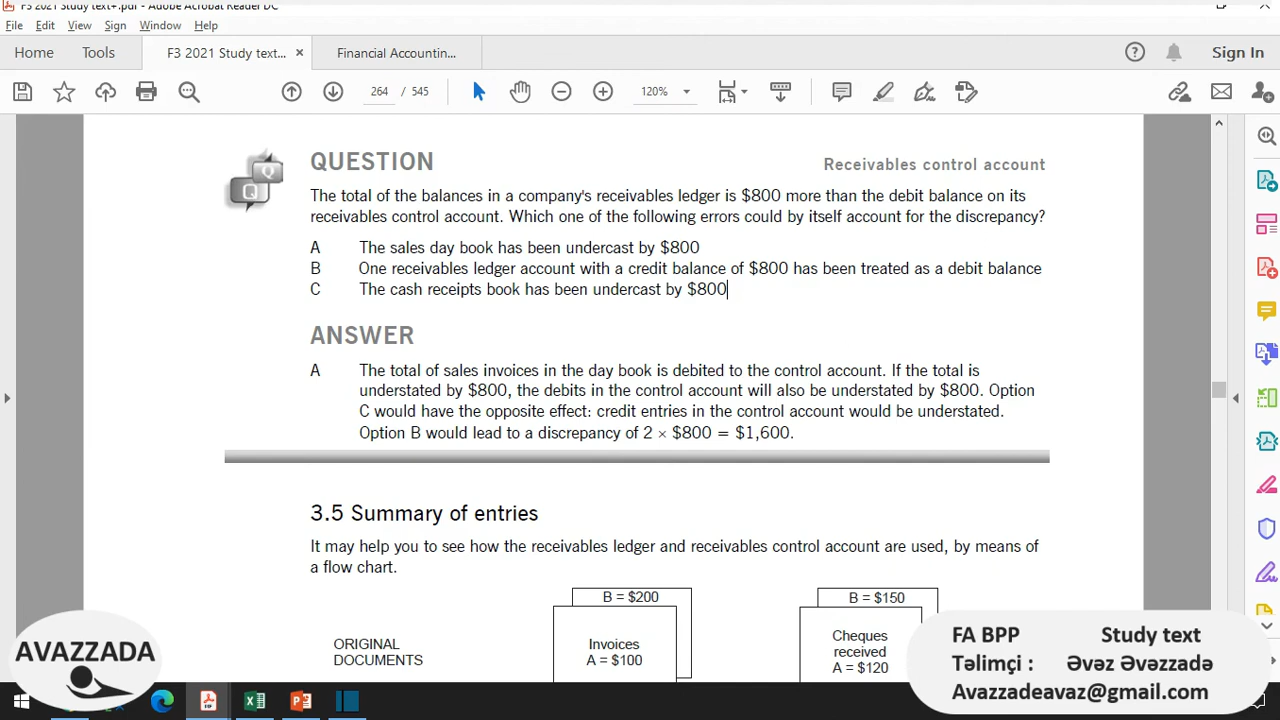 F3 2021 Study text+.pdf - Adobe Acrobat Reader DC
File Edit View Sign Window Help
Home Tools F3 2021 Study text... × Financial Accountin... Sign In
264 / 545 120%
QUESTION
Receivables control account
The total of the balances in a company's receivables ledger is $800 more than the debit balance on its
receivables control account. Which one of the following errors could by itself account for the discrepancy?
A The sales day book has been undercast by $800
B One receivables ledger account with a credit balance of $800 has been treated as a debit balance
C The cash receipts book has been undercast by $800
ANSWER
A The total of sales invoices in the day book is debited to the control account. If the total is
understated by $800, the debits in the control account will also be understated by $800. Option
C would have the opposite effect: credit entries in the control account would be understated.
Option B would lead to a discrepancy of 2 × $800 = $1,600.
3.5 Summary of entries
It may help you to see how the receivables ledger and receivables control account are used, by means of
a flow chart.
B = $200 B = $150
ORIGINAL
DOCUMENTS
Invoices
A = $100
Cheques
received
A = $120
AVAZZADA
FA BPP Study text
Təlimçi : Əvəz Əvəzzadə
Avazzadeavaz@gmail.com